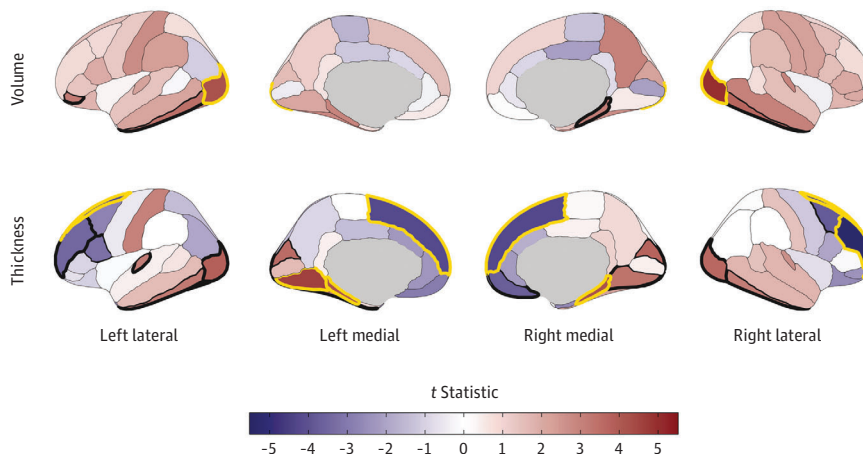 Volume
Thickness
Left lateral
Left medial
Right medial
Right lateral
t Statistic
-5 -4 -3 -2 -1 0 1 2 3 4 5